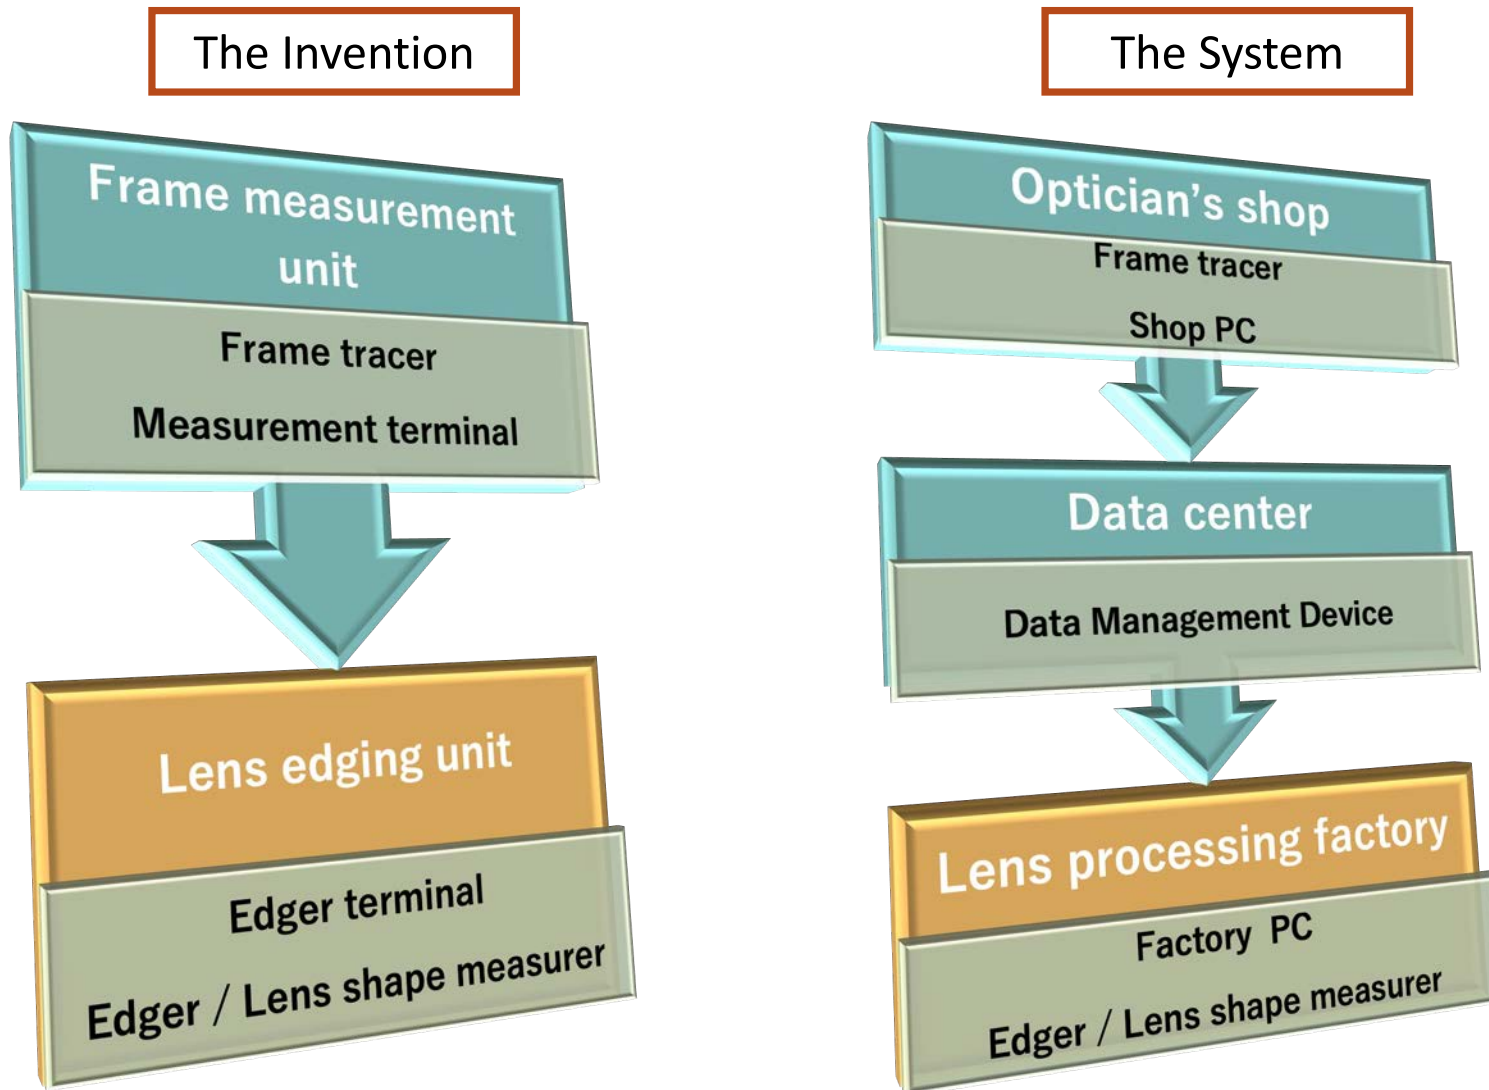 The Invention
Frame measurement
unit
Frame tracer
Measurement terminal
Lens edging unit
Edger terminal
Edger / Lens shape measurer
The System
Optician’s shop
Frame tracer
Shop PC
Data center
Data Management Device
Lens processing factory
Factory PC
Edger / Lens shape measurer